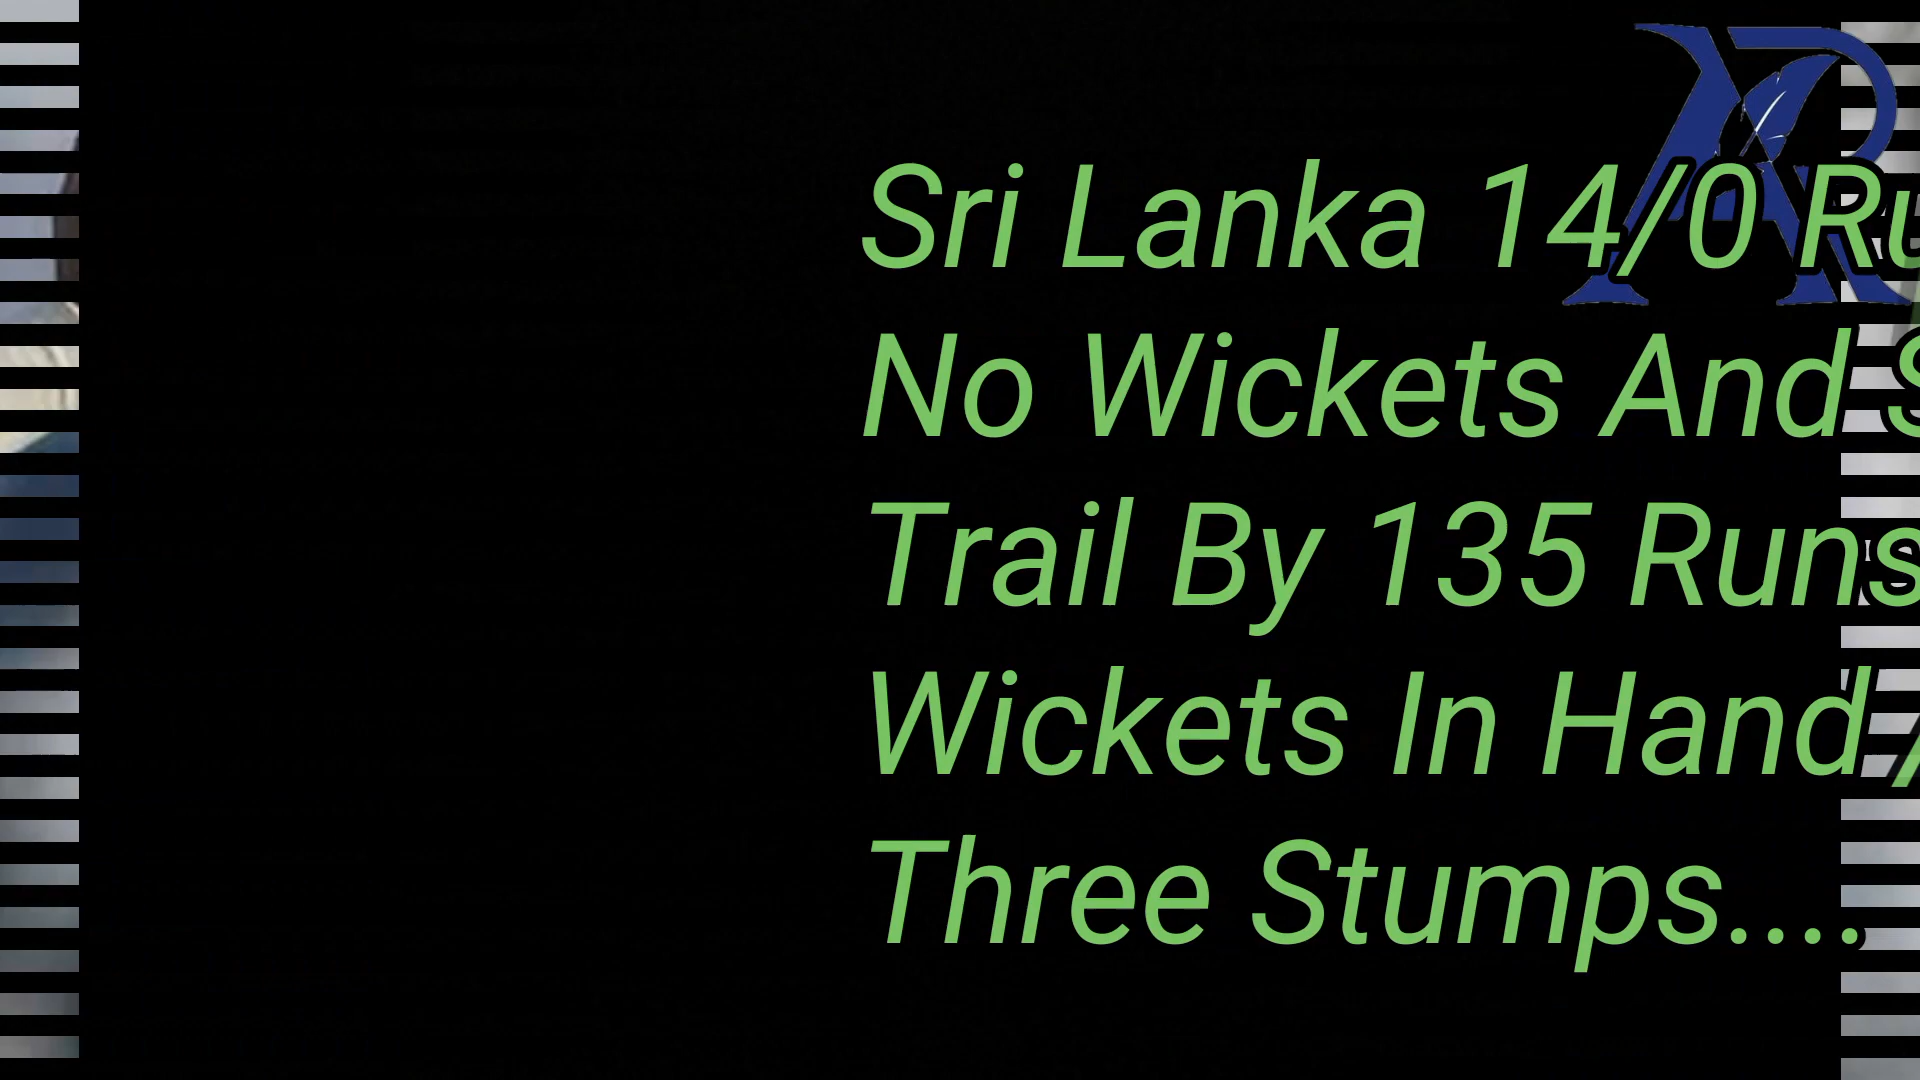 Sri Lanka 14/0
No Wickets And
Trail By 135 Runs
Wickets In Hand
Three Stumps....